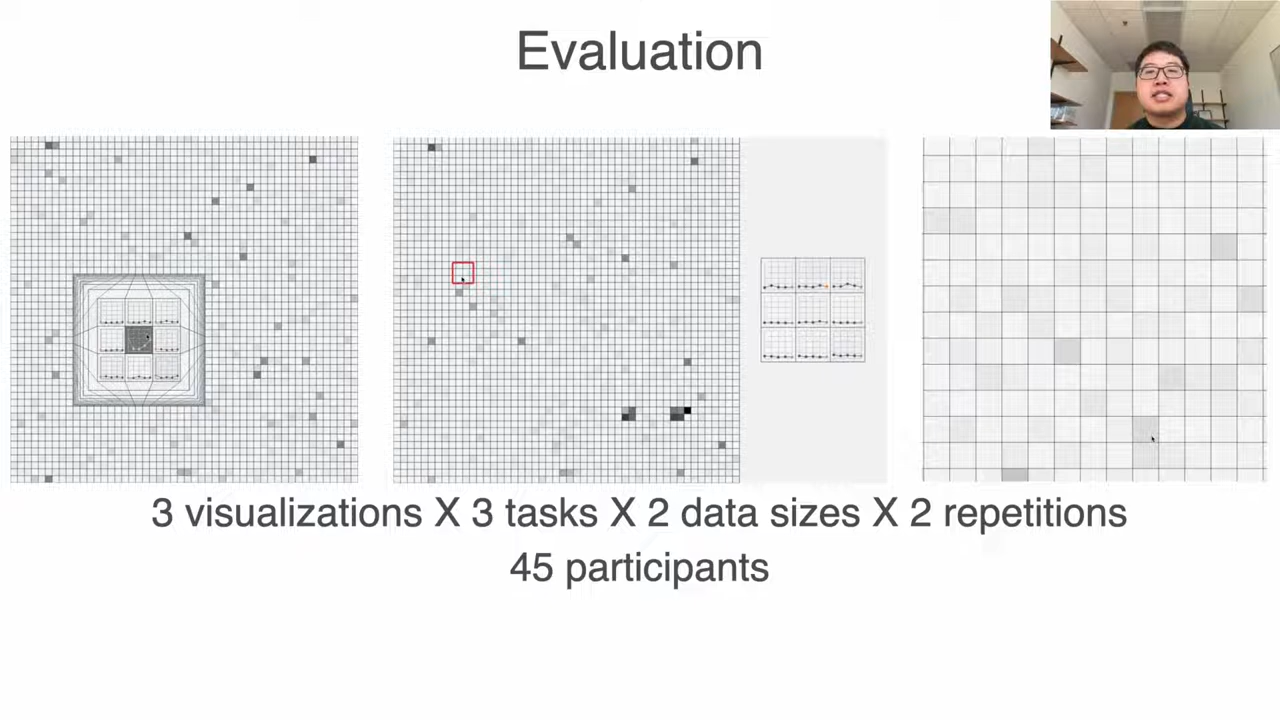 Evaluation
3 visualizations X 3 tasks X 2 data sizes X 2 repetitions
45 participants